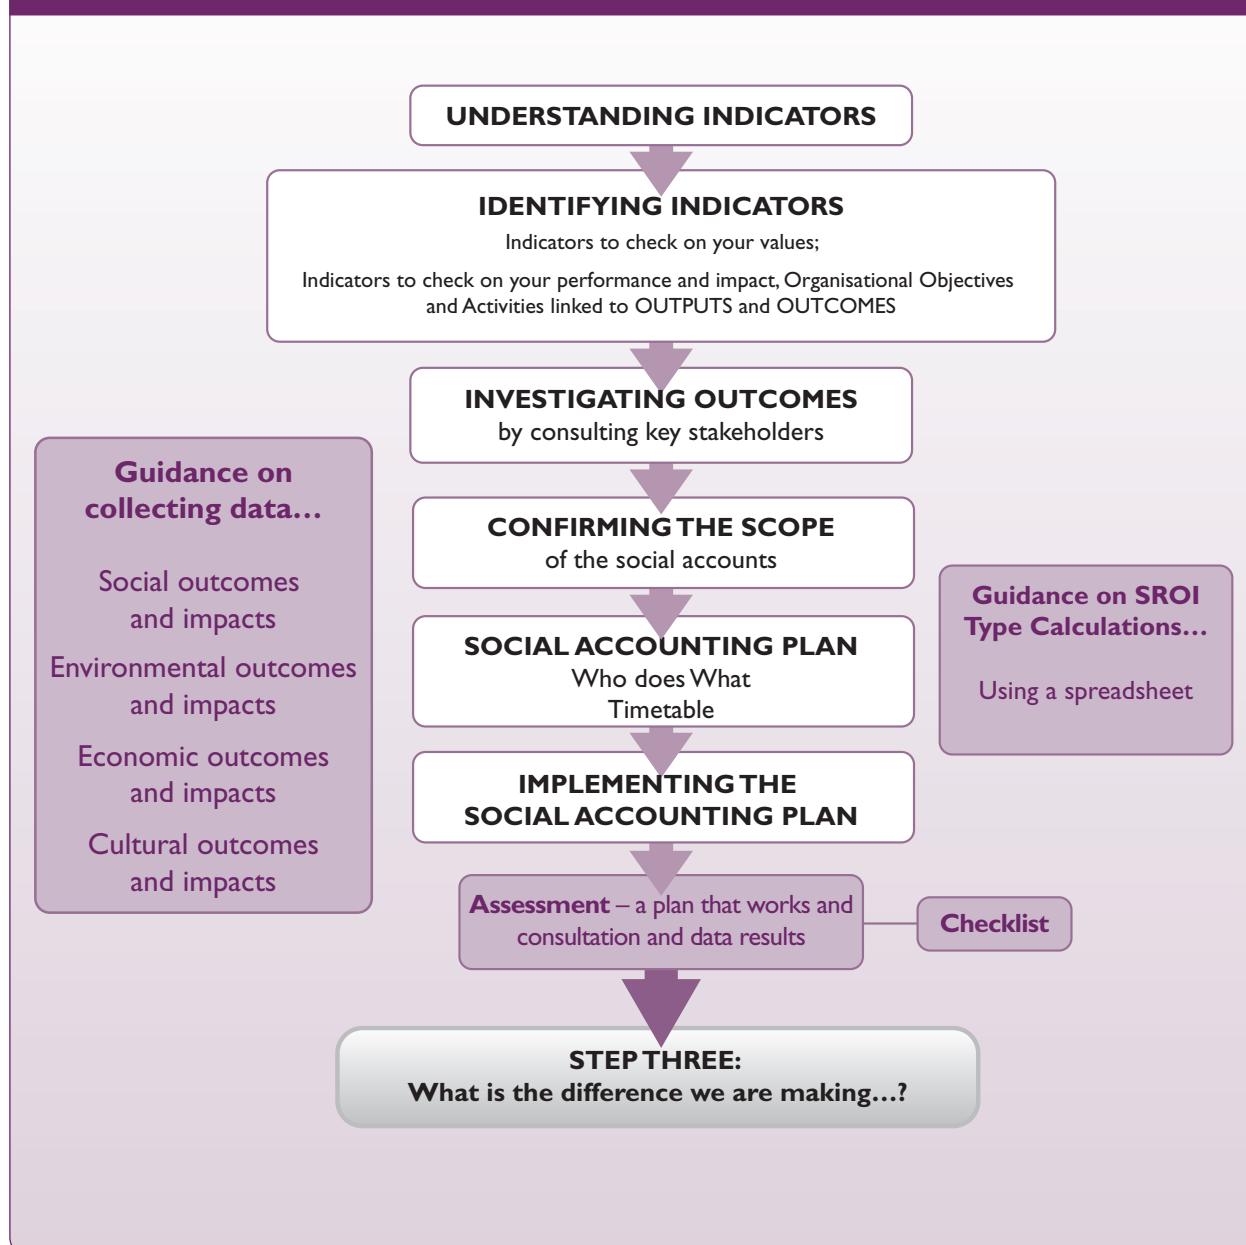 UNDERSTANDING INDICATORS
IDENTIFYING INDICATORS
Indicators to check on your values;
Indicators to check on your performance and impact, Organisational Objectives
and Activities linked to OUTPUTS and OUTCOMES
INVESTIGATING OUTCOMES
by consulting key stakeholders
Guidance on
collecting data…
Social outcomes
and impacts
Environmental outcomes
and impacts
Economic outcomes
and impacts
Cultural outcomes
and impacts
CONFIRMING THE SCOPE
of the social accounts
SOCIAL ACCOUNTING PLAN
Who does What
Timetable
Guidance on SROI
Type Calculations…
Using a spreadsheet
IMPLEMENTING THE
SOCIAL ACCOUNTING PLAN
Assessment – a plan that works and
consultation and data results
Checklist
STEP THREE:
What is the difference we are making…?